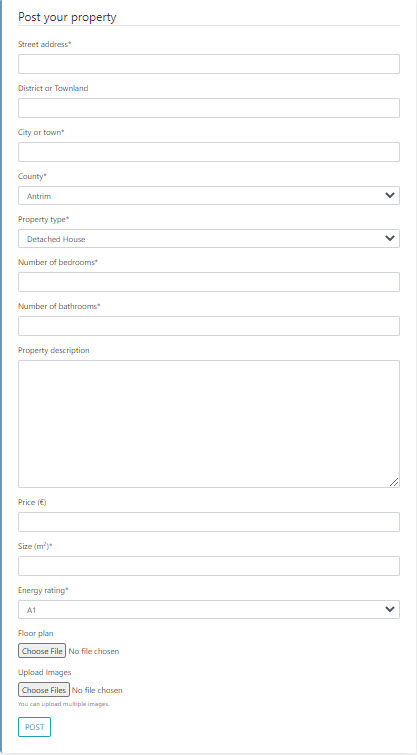 Post your property
Street address*
District or Townland
City or town*
County*
Antrim
Property type*
Detached House
Number of bedrooms*
Number of bathrooms*
Property description
Price (€)
Size (m²)*
Energy rating*
A1
Floor plan
Choose File No file chosen
Upload Images
Choose Files No file chosen
You can upload multiple images.
POST